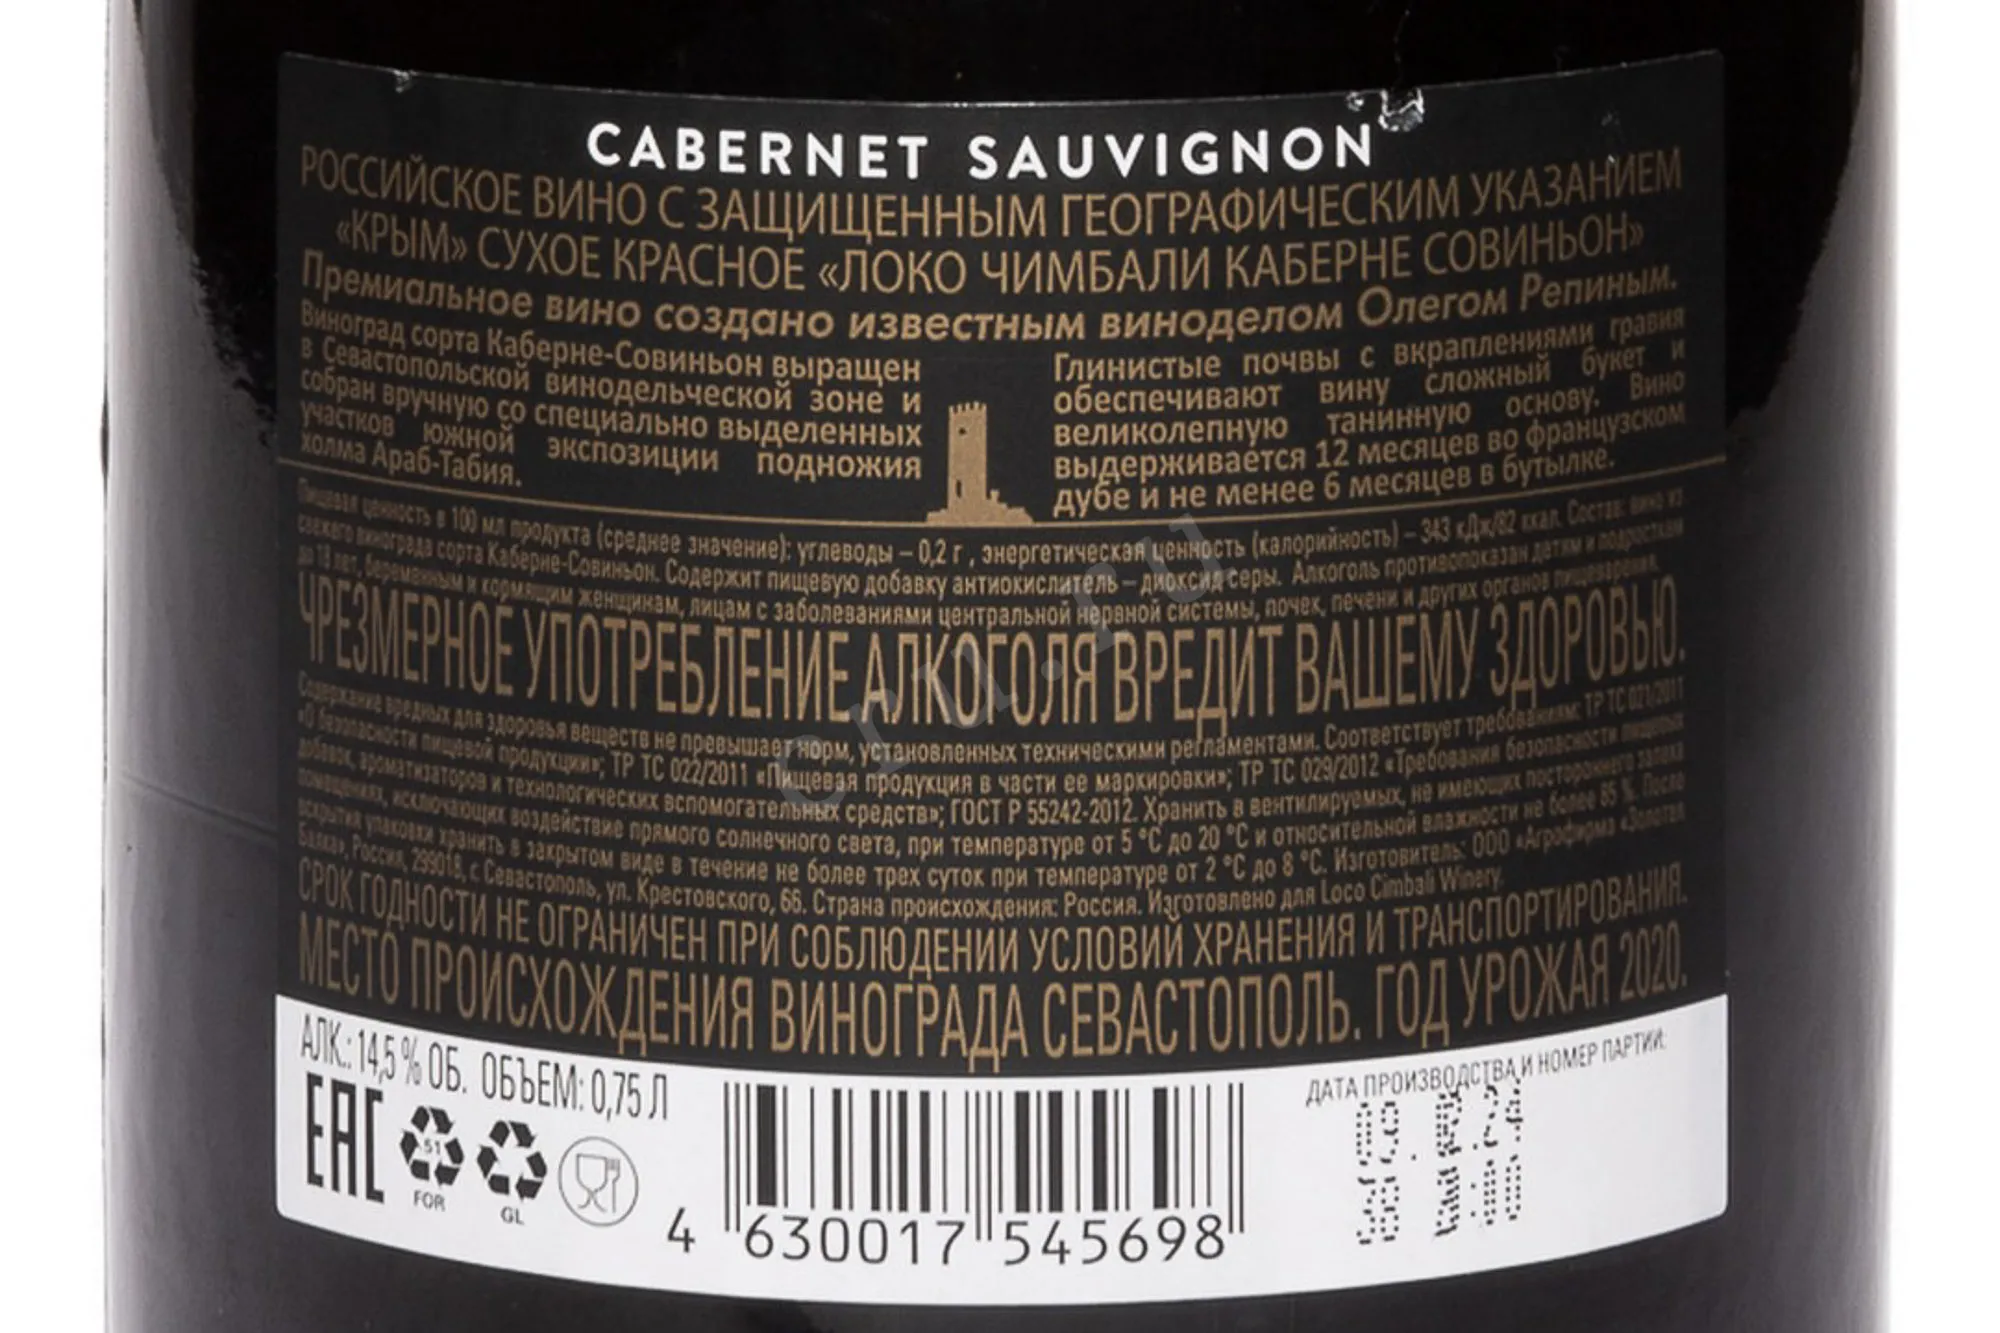 CABERNET SAUVIGNON
РОССИЙСКОЕ ВИНО С ЗАЩИЩЕННЫМ ГЕОГРАФИЧЕСКИМ УКАЗАНИЕМ
«КРЫМ» СУХОЕ КРАСНОЕ «ЛОКО ЧИМБАЛИ КАБЕРНЕ СОВИНЬОН»
Премиальное вино создано известным виноделом Олегом Репиным.
Виноград сорта Каберне-Совиньон выращен
в Севастопольской винодельческой зоне и
собран вручную со специально выделенных
участков южной экспозиции подножия
холма Араб-Табия.
Глинистые почвы с вкраплениями гравия
обеспечивают вину сложный букет и
великолепную танинную основу. Вино
выдерживается 12 месяцев во французском
дубе и не менее 6 месяцев в бутылке.
Пищевая ценность в 100 мл продукта (среднее значение): углеводы – 0,2 г , энергетическая ценность (калорийность) – 343 кДж/82 ккал. Состав: вино из
свежего винограда сорта Каберне-Совиньон. Содержит пищевую добавку антиокислитель – диоксид серы. Алкоголь противопоказан детям и подросткам
до 18 лет, беременным и кормящим женщинам, лицам с заболеваниями центральной нервной системы, почек, печени и других органов пищеварения.
ЧРЕЗМЕРНОЕ УПОТРЕБЛЕНИЕ АЛКОГОЛЯ ВРЕДИТ ВАШЕМУ ЗДОРОВЬЮ.
Содержание вредных для здоровья веществ не превышает норм, установленных техническими регламентами. Соответствует требованиям: ТР ТС 021/2011
«О безопасности пищевой продукции»; ТР ТС 022/2011 «Пищевая продукция в части ее маркировки»; ТР ТС 029/2012 «Требования безопасности пищевых
добавок, ароматизаторов и технологических вспомогательных средств»; ГОСТ Р 55242-2012. Хранить в вентилируемых, не имеющих постороннего запаха
помещениях, исключающих воздействие прямого солнечного света, при температуре от 5 °С до 20 °С и относительной влажности не более 85 %. После
вскрытия упаковки хранить в закрытом виде в течение не более трех суток при температуре от 2 °С до 8 °С. Изготовитель: ООО «Агрофирма «Золотая
Балка», Россия, 299018, г. Севастополь, ул. Крестовского, 66. Страна происхождения: Россия. Изготовлено для Loco Cimbali Winery.
СРОК ГОДНОСТИ НЕ ОГРАНИЧЕН ПРИ СОБЛЮДЕНИИ УСЛОВИЙ ХРАНЕНИЯ И ТРАНСПОРТИРОВАНИЯ.
МЕСТО ПРОИСХОЖДЕНИЯ ВИНОГРАДА СЕВАСТОПОЛЬ. ГОД УРОЖАЯ 2020.
АЛК.: 14,5 % ОБ. ОБЪЕМ: 0,75 Л
ДАТА ПРОИЗВОДСТВА И НОМЕР ПАРТИИ:
09. .24
38 :00
EAC
51
FOR
GL
4 630017 545698
cru.ru